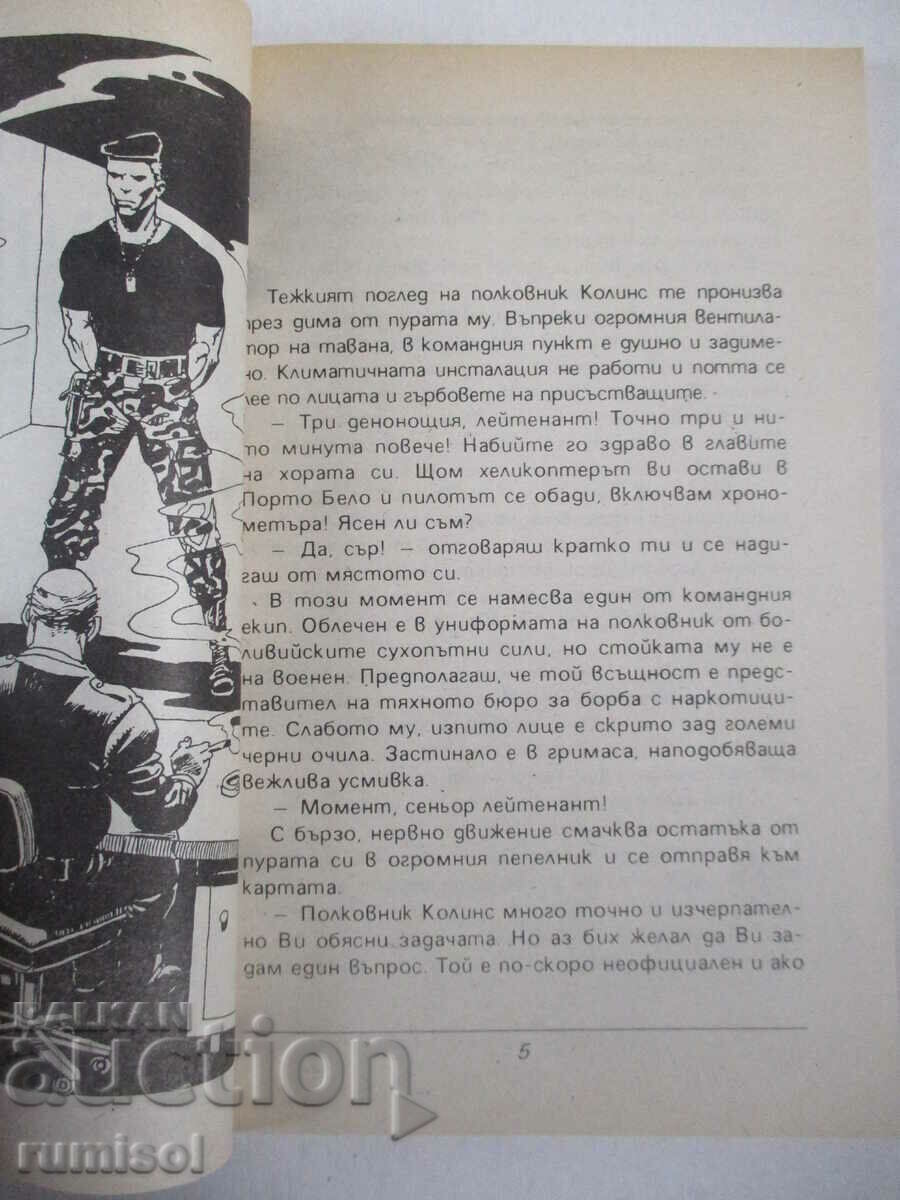 Тежкият поглед на полковник Колинс те пронизва
през дима от пурата му. Въпреки огромния вентила-
тор на тавана, в командния пункт е душно и задиме-
но. Климатичната инсталация не работи и потта се
лее по лицата и гърбовете на присъстващите.
– Три денонощия, лейтенант! Точно три и ни-
то минута повече! Набийте го здраво в главите
на хората си. Щом хеликоптерът ви остави в
Порто Бело и пилотът се обади, включвам хроно-
метъра! Ясен ли съм?
– Да, сър! – отговаряш кратко ти и се нади-
гаш от мястото си.
В този момент се намесва един от командния
екип. Облечен е в униформата на полковник от бо-
ливийските сухопътни сили, но стойката му не е
на военен. Предполагаш, че той всъщност е предс-
тавител на тяхното бюро за борба с наркотици-
те. Слабото му, изпито лице е скрито зад големи
черни очила. Застинало е в гримаса, наподобяваща
вежлива усмивка.
– Момент, сеньор лейтенант!
С бързо, нервно движение смачква остатъка от
пурата си в огромния пепелник и се отправя към
картата.
– Полковник Колинс много точно и изчерпател-
но Ви обясни задачата. Но аз бих желал да Ви за-
дам един въпрос. Той е по-скоро неофициален и ако
5
BALKAN
auction
rumisol